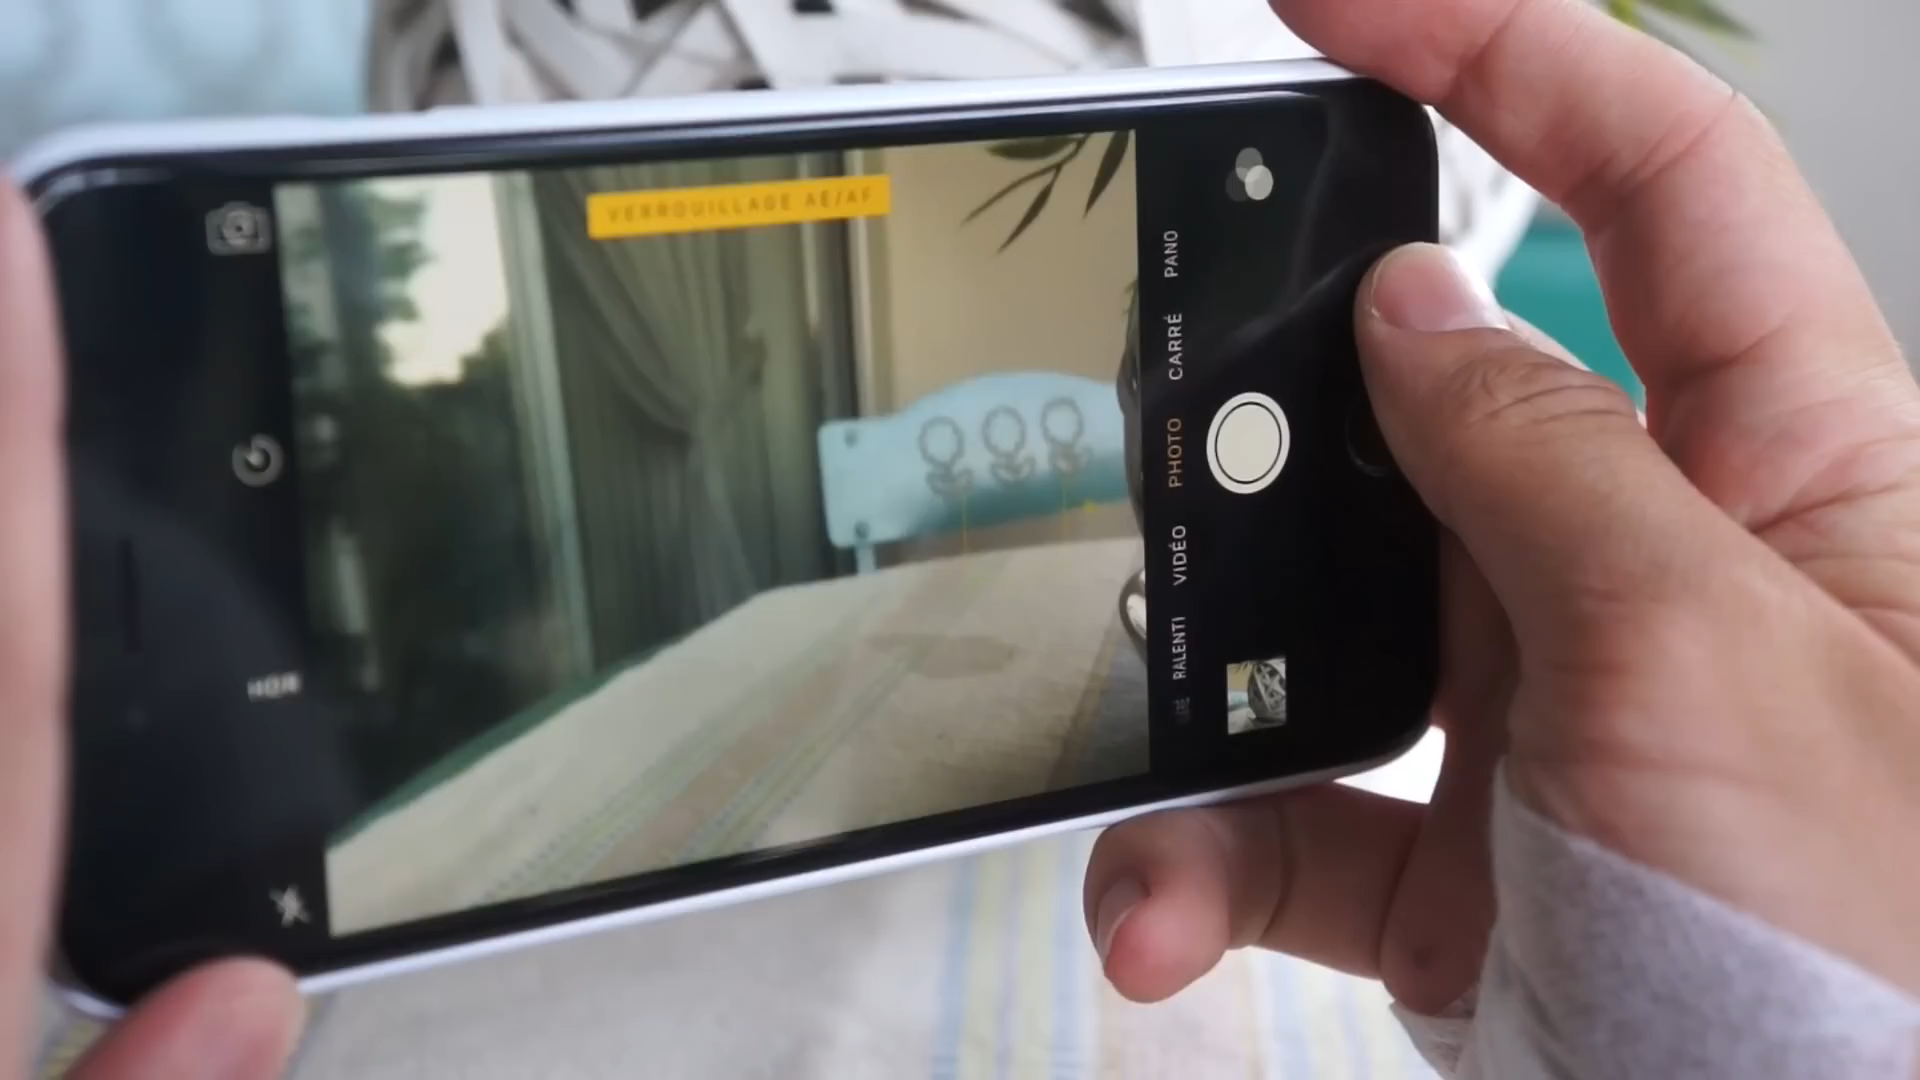 VERROUILLAGE AE/AF
PANO
CARRÉ
PHOTO
VIDÉO
RALENTI
HDR